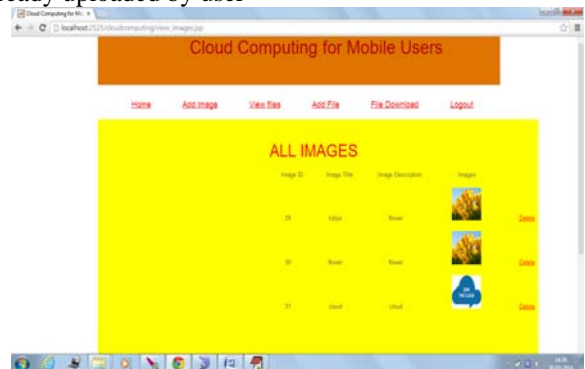 ready uploaded by user
Cloud Computing for Mo
localhost:2525/cloudcomputing/view_images.jsp
Cloud Computing for Mobile Users
Home Add Image View files Add File File Download Logout
ALL IMAGES
Image ID Image Title Image Description Images
29 tulips flower Delete
30 flower flower Delete
31 cloud cloud Delete